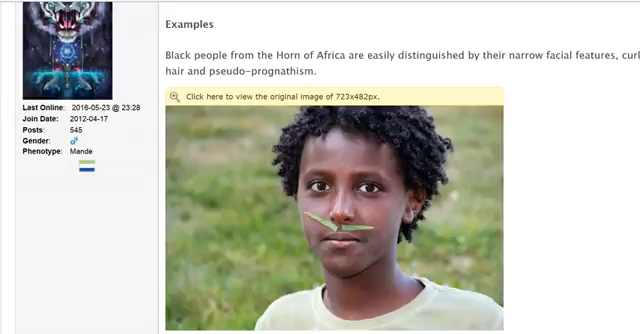 Examples
Black people from the Horn of Africa are easily distinguished by their narrow facial features, curl
hair and pseudo-prognathism.
Click here to view the original image of 723x482px.
Last Online: 2016-05-23 @ 23:28
Join Date: 2012-04-17
Posts: 545
Gender:
Phenotype: Mande